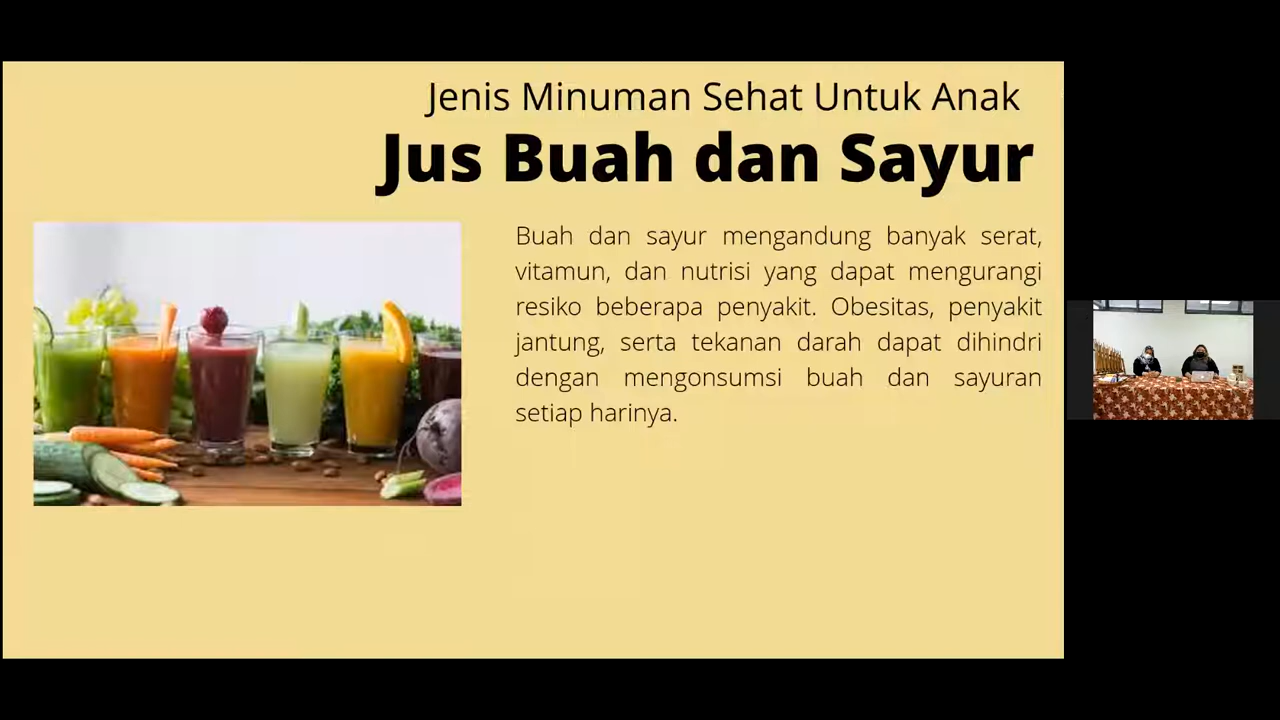 Jenis Minuman Sehat Untuk Anak
Jus Buah dan Sayur
Buah dan sayur mengandung banyak serat,
vitamun, dan nutrisi yang dapat mengurangi
resiko beberapa penyakit. Obesitas, penyakit
jantung, serta tekanan darah dapat dihindri
dengan mengonsumsi buah dan sayuran
setiap harinya.